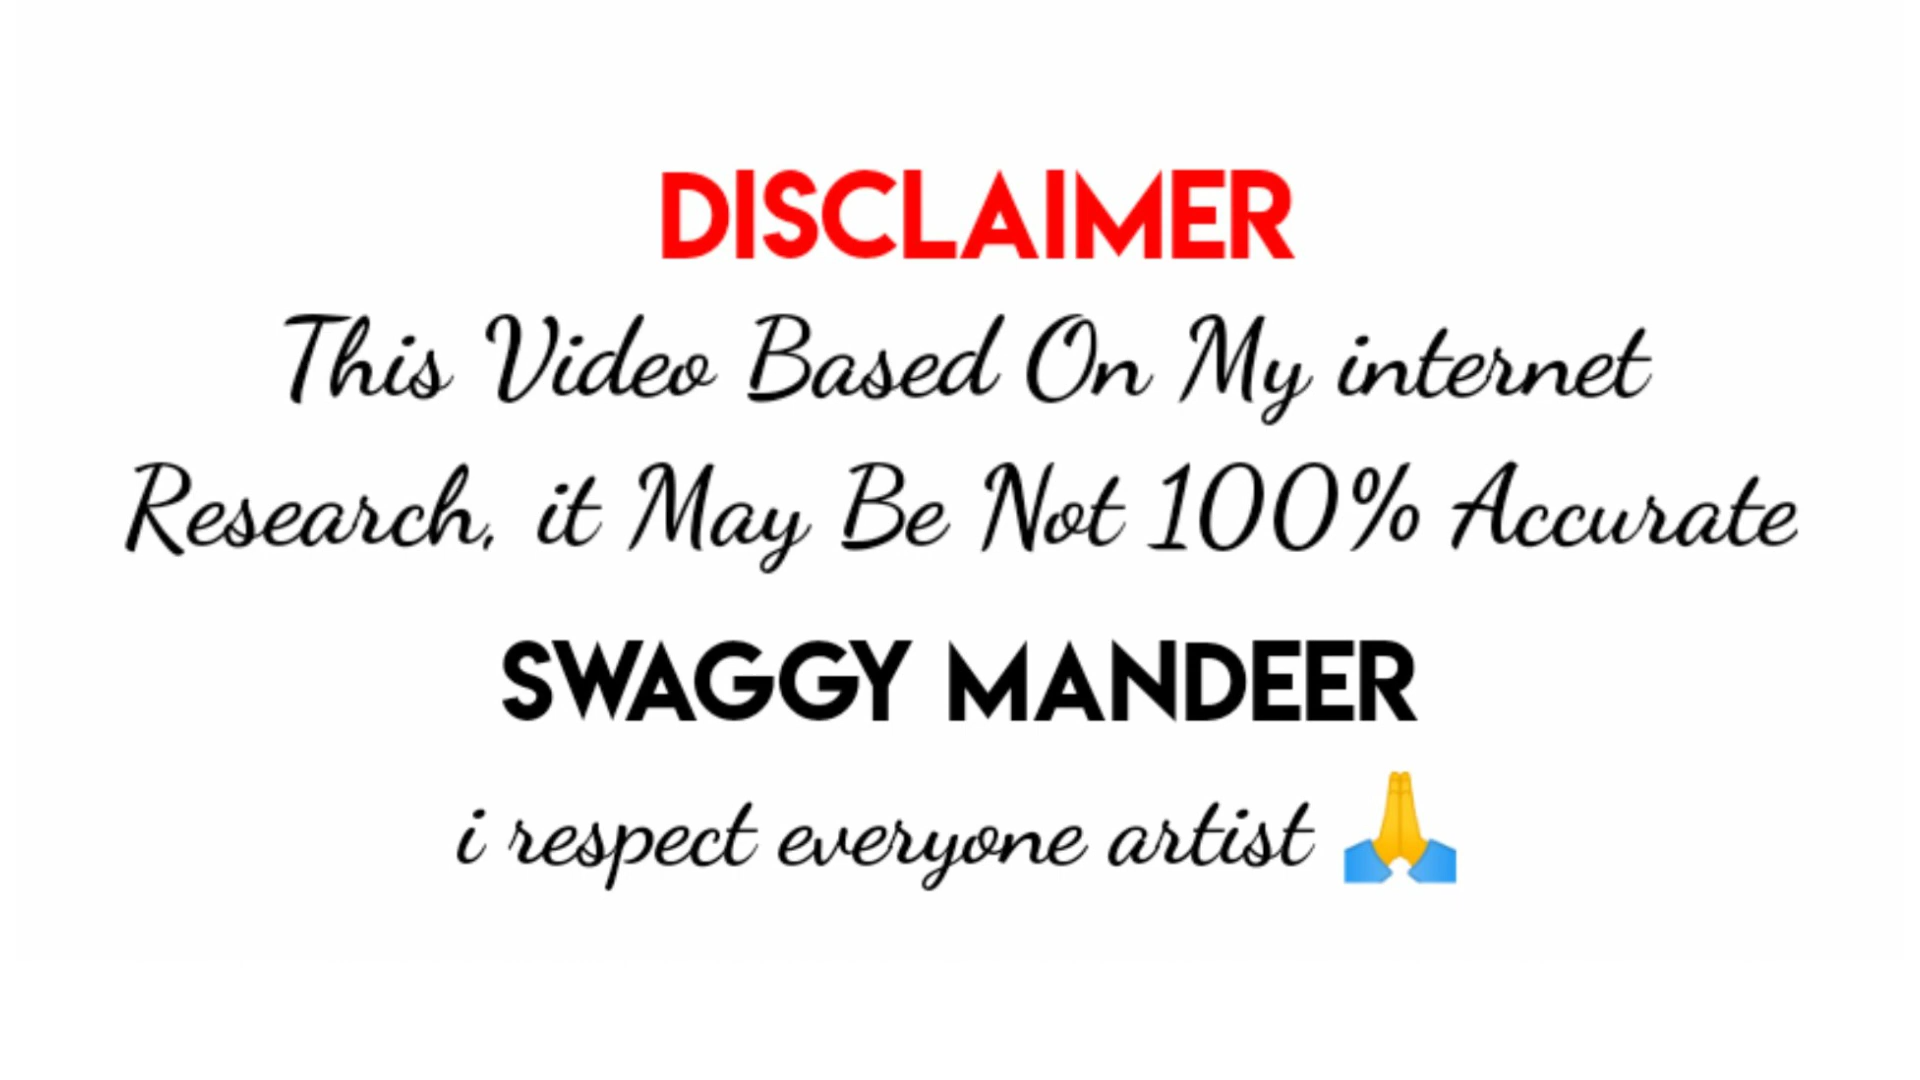 DISCLAIMER
This Video Based On My internet
Research, it May Be Not 100% Accurate
SWAGGY MANDEER
i respect everyone artist 🙏